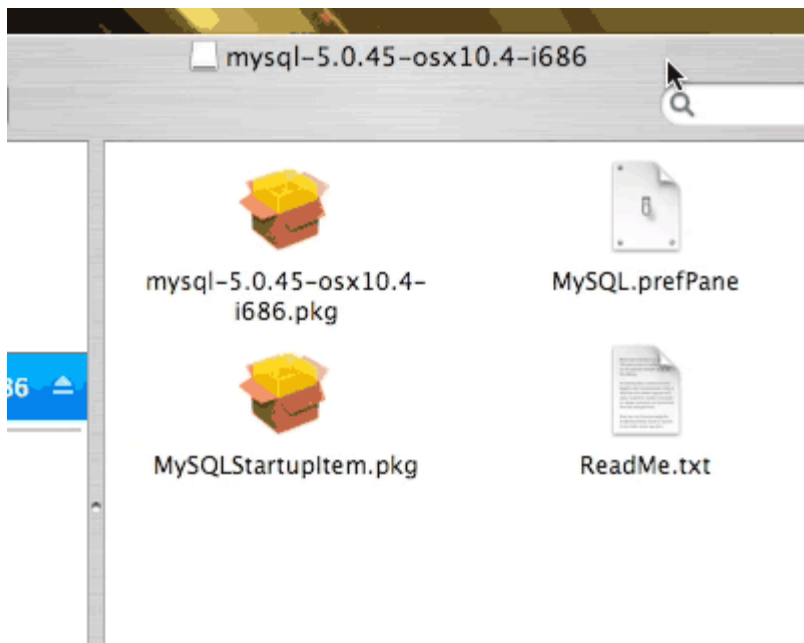 mysql-5.0.45-osx10.4-i686
mysql-5.0.45-osx10.4-
i686.pkg
MySQL.prefPane
86
MySQLStartupItem.pkg
ReadMe.txt